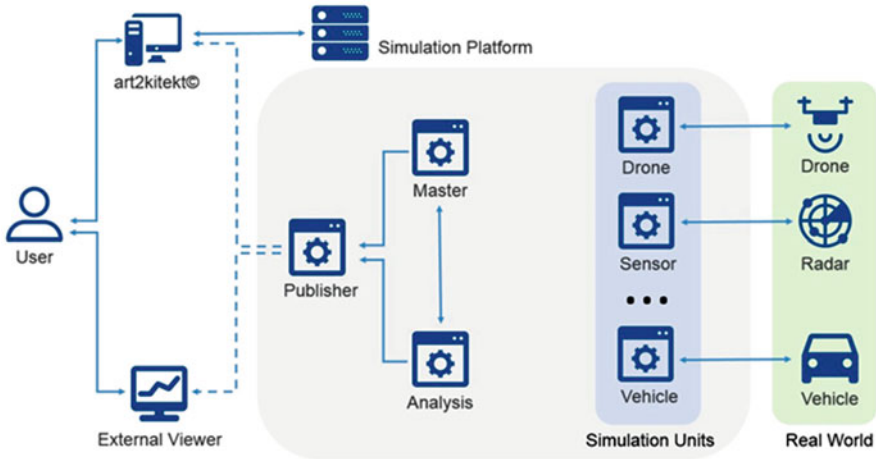 Simulation Platform
art2kitekt©
Drone
Drone
Master
User
Publisher
Sensor
Radar
...
Analysis
Vehicle
Vehicle
External Viewer
Simulation Units
Real World